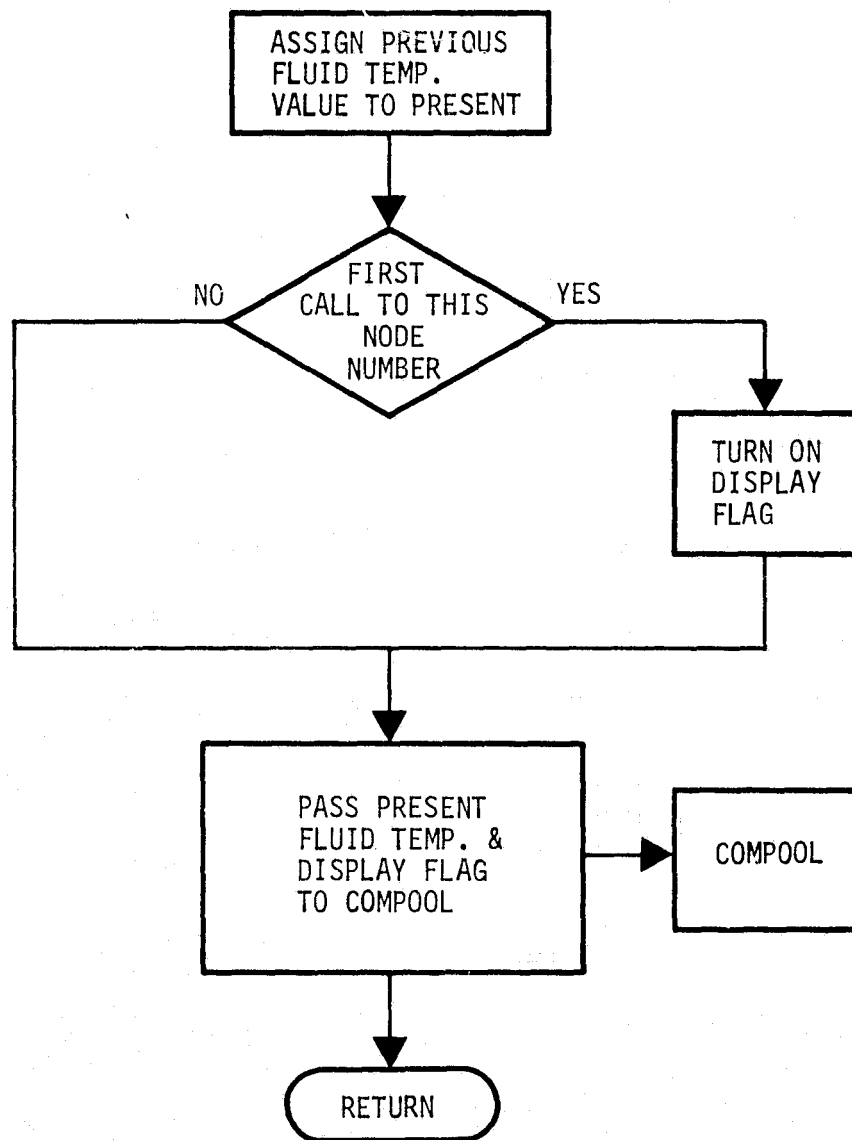 ASSIGN PREVIOUS
FLUID TEMP.
VALUE TO PRESENT
FIRST
CALL TO THIS
NODE
NUMBER
NO
YES
TURN ON
DISPLAY
FLAG
PASS PRESENT
FLUID TEMP. &
DISPLAY FLAG
TO COMPOOL
COMPOOL
RETURN